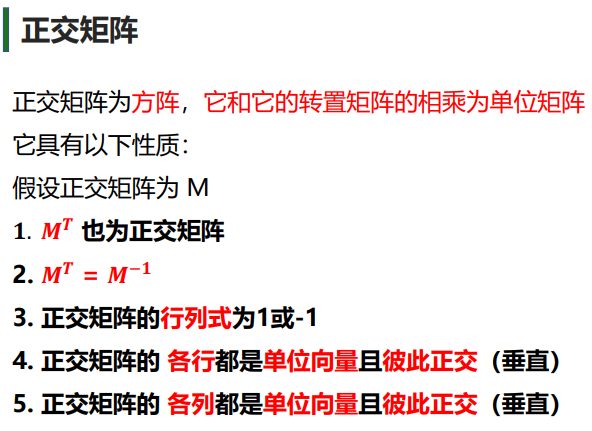 正交矩阵
正交矩阵为方阵，它和它的转置矩阵的相乘为单位矩阵
它具有以下性质：
假设正交矩阵为 M
1. M^T 也为正交矩阵
2. M^T = M^{-1}
3. 正交矩阵的行列式为1或-1
4. 正交矩阵的 各行都是单位向量且彼此正交（垂直）
5. 正交矩阵的 各列都是单位向量且彼此正交（垂直）